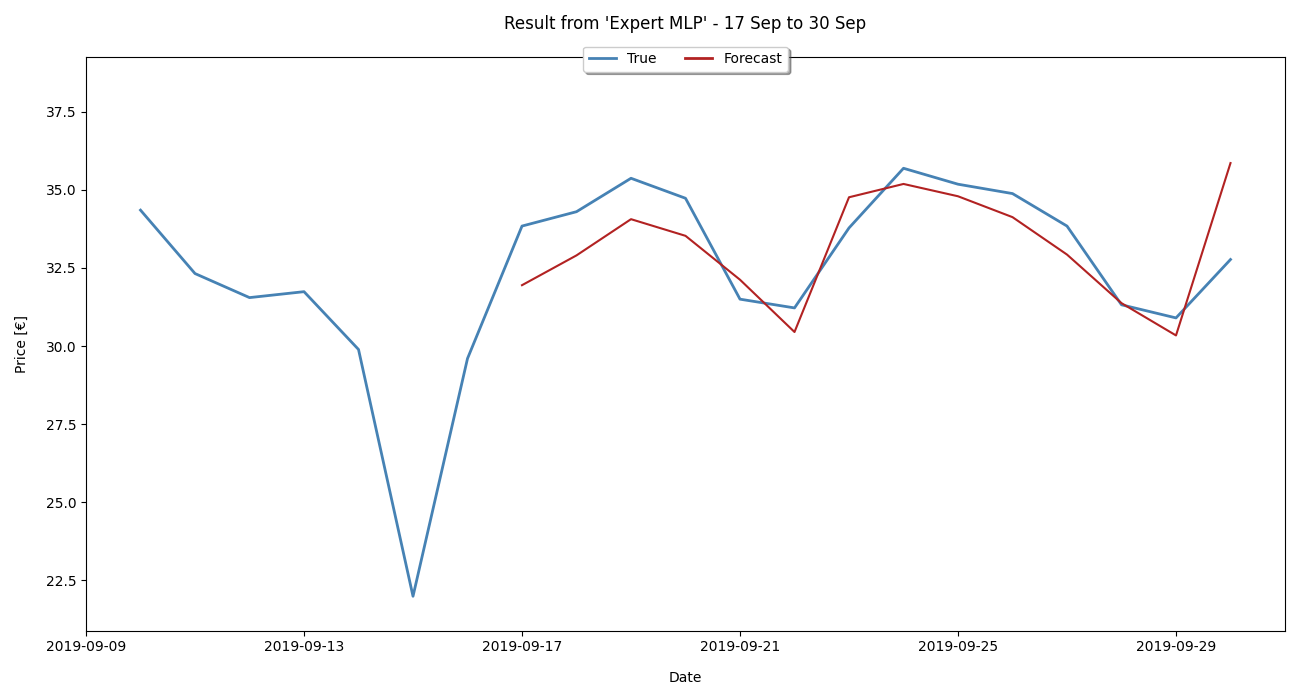 Result from 'Expert MLP' - 17 Sep to 30 Sep
True Forecast
37.5
35.0
32.5
30.0
27.5
25.0
22.5
Price [€]
2019-09-09 2019-09-13 2019-09-17 2019-09-21 2019-09-25 2019-09-29
Date